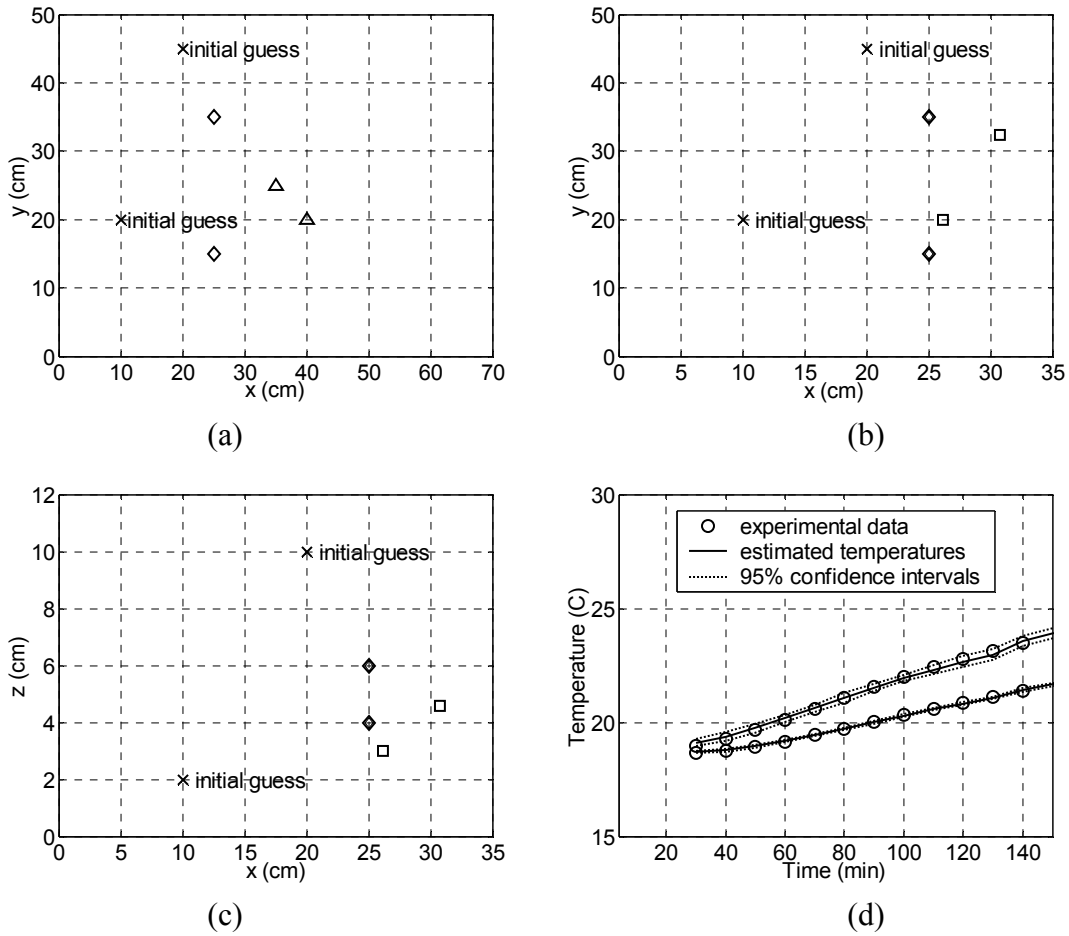 50
40
30
20
10
0
y (cm)
initial guess
initial guess
0 10 20 30 40 50 60 70
x (cm)
(a)
50
40
30
20
10
0
y (cm)
initial guess
initial guess
0 5 10 15 20 25 30 35
x (cm)
(b)
12
10
8
6
4
2
0
z (cm)
initial guess
initial guess
0 5 10 15 20 25 30 35
x (cm)
(c)
30
25
20
15
Temperature (C)
experimental data
estimated temperatures
95% confidence intervals
20 40 60 80 100 120 140
Time (min)
(d)